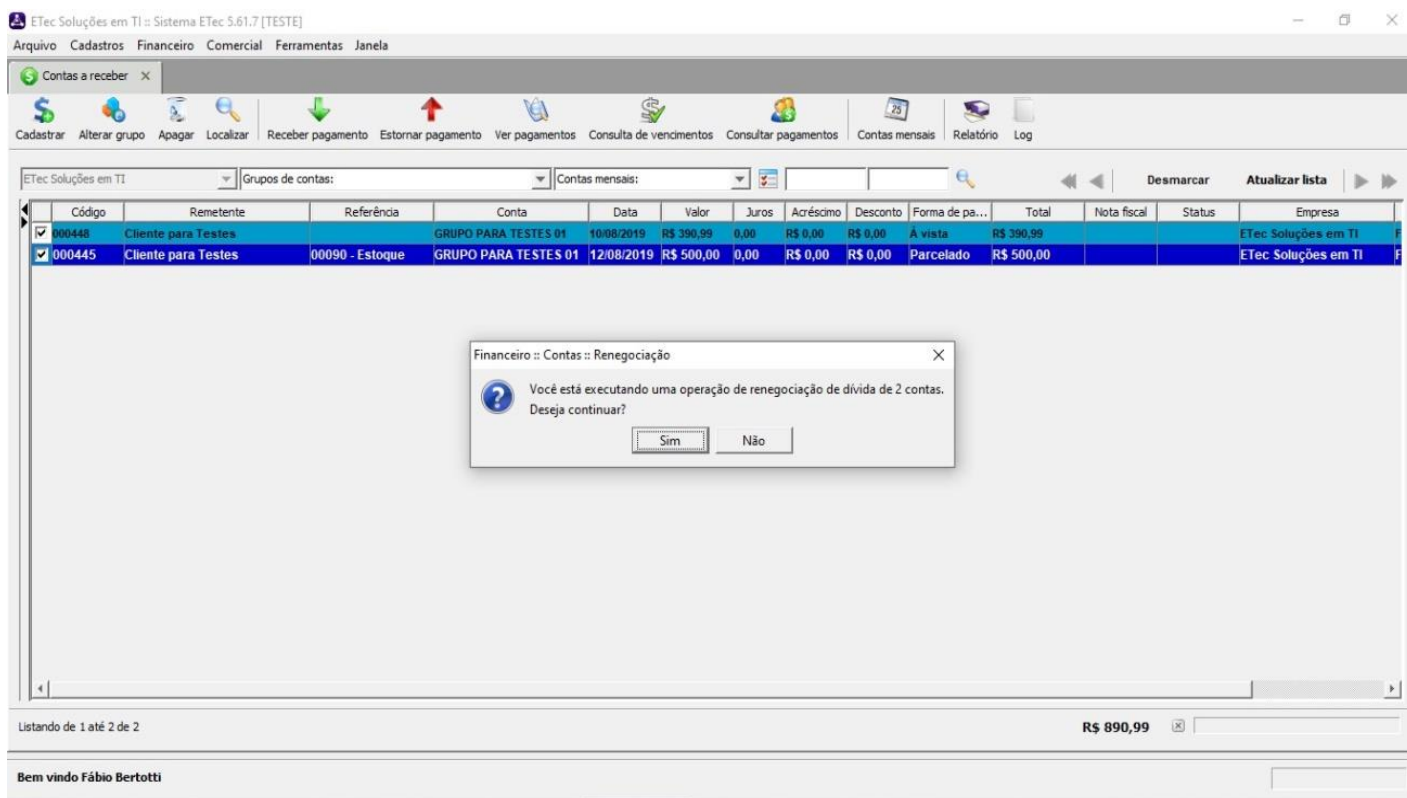 ETec Soluções em TI :: Sistema ETec 5.61.7 [TESTE]
Arquivo Cadastros Financeiro Comercial Ferramentas Janela
Contas a receber
Cadastrar Alterar grupo Apagar Localizar Receber pagamento Estornar pagamento Ver pagamentos Consulta de vencimentos Consultar pagamentos Contas mensais Relatório Log
ETec Soluções em TI Grupos de contas: Contas mensais: Desmarcar Atualizar lista
Código Remetente Referência Conta Data Valor Juros Acréscimo Desconto Forma de pa... Total Nota fiscal Status Empresa
000448 Cliente para Testes GRUPO PARA TESTES 01 10/08/2019 R$ 390,99 0,00 R$ 0,00 R$ 0,00 À vista R$ 390,99 ETec Soluções em TI F
000445 Cliente para Testes 00090 - Estoque GRUPO PARA TESTES 01 12/08/2019 R$ 500,00 0,00 R$ 0,00 R$ 0,00 Parcelado R$ 500,00 ETec Soluções em TI F
Financeiro :: Contas :: Renegociação
Você está executando uma operação de renegociação de dívida de 2 contas.
Deseja continuar?
Sim Não
Listando de 1 até 2 de 2 R$ 890,99
Bem vindo Fábio Bertotti